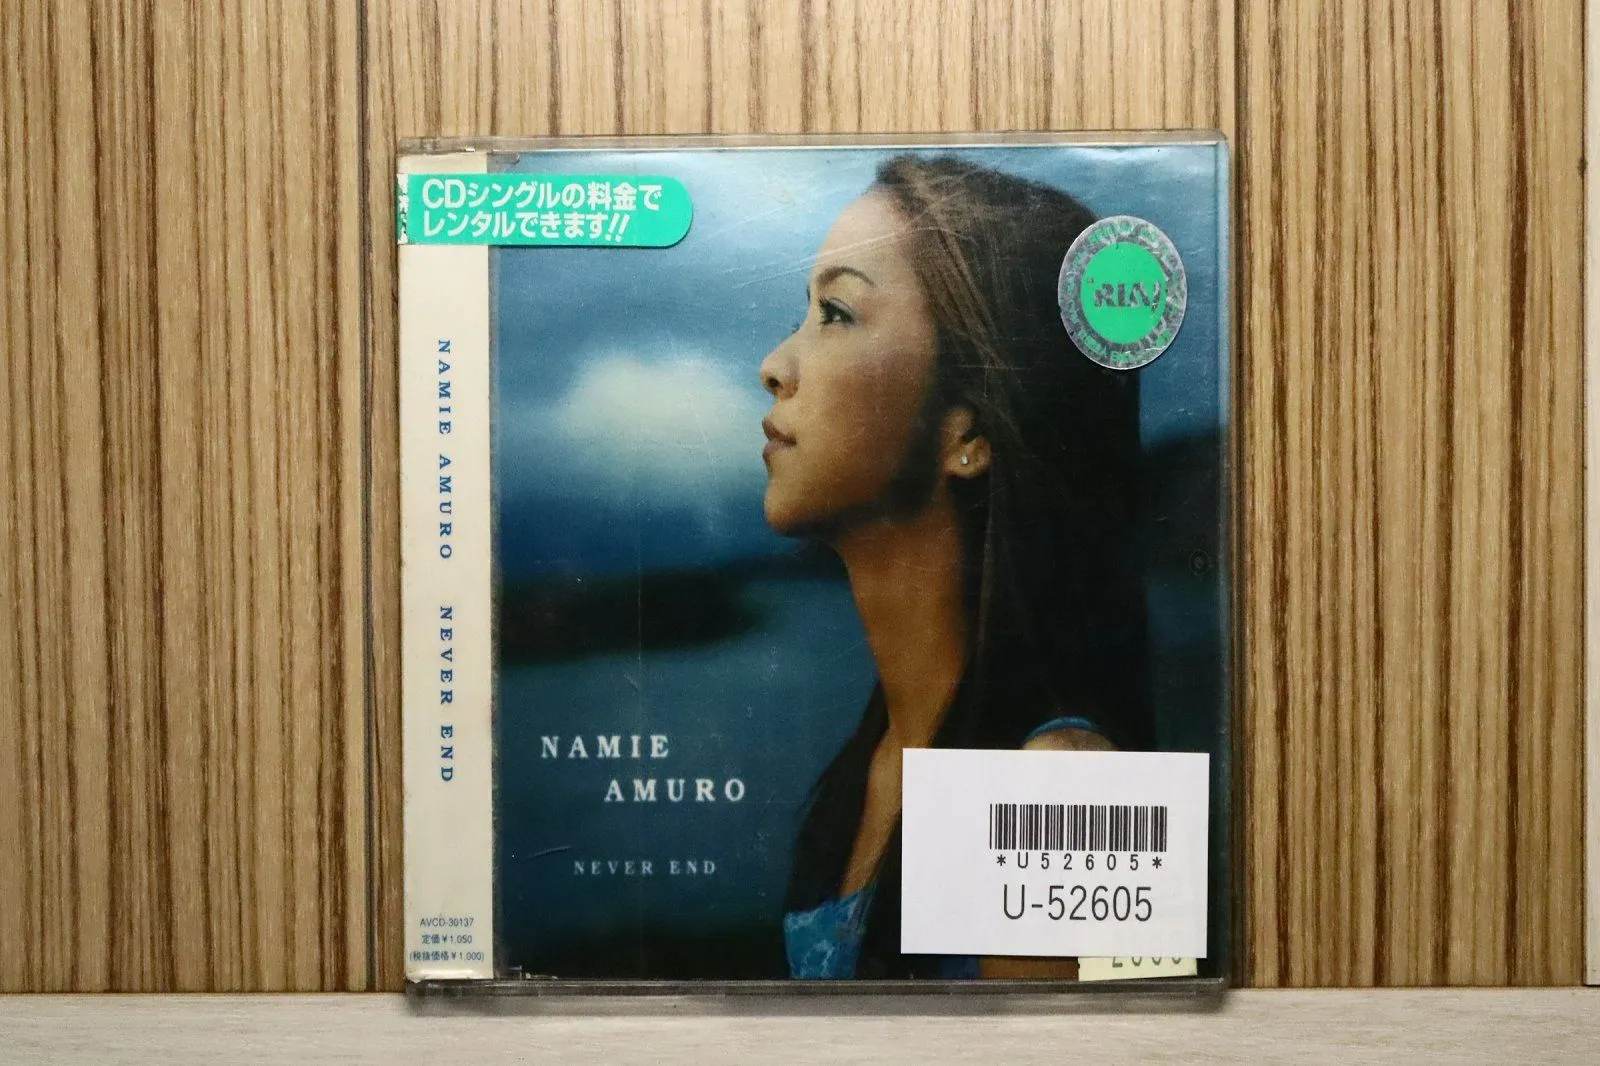 CDシングルの料金で
レンタルできます!!
NAMIE AMURO NEVER END
AVCD-30137
定価¥1,050
(税抜価格¥1,000)
RIAJ
NAMIE
AMURO
NEVER END
*U52605*
U-52605